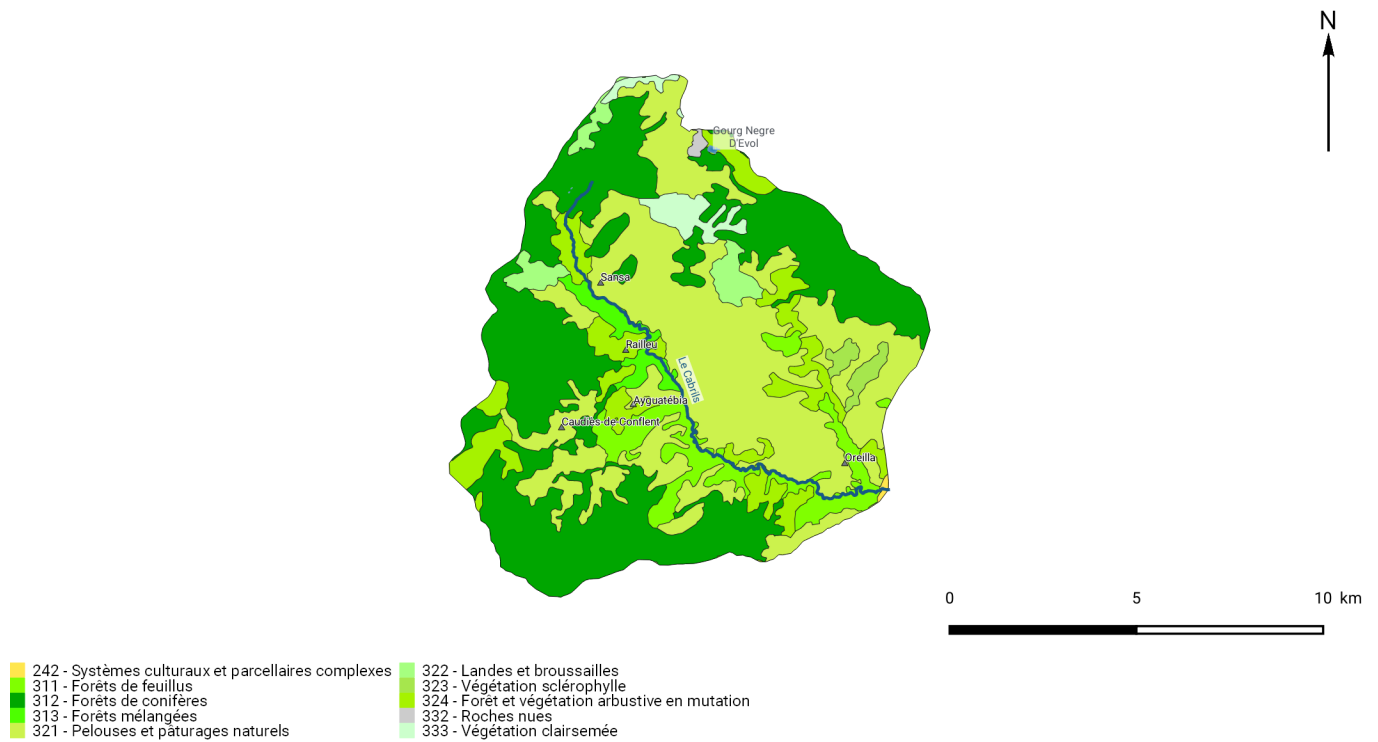 N
Gourg Negre
D'Evol
Sansa
Railleu
Le Cabrils
Ayguatébia
Caudiès-de-Conflent
Oreilla
0 5 10 km
242 - Systèmes culturaux et parcellaires complexes
311 - Forêts de feuillus
312 - Forêts de conifères
313 - Forêts mélangées
321 - Pelouses et pâturages naturels
322 - Landes et broussailles
323 - Végétation sclérophylle
324 - Forêt et végétation arbustive en mutation
332 - Roches nues
333 - Végétation clairsemée